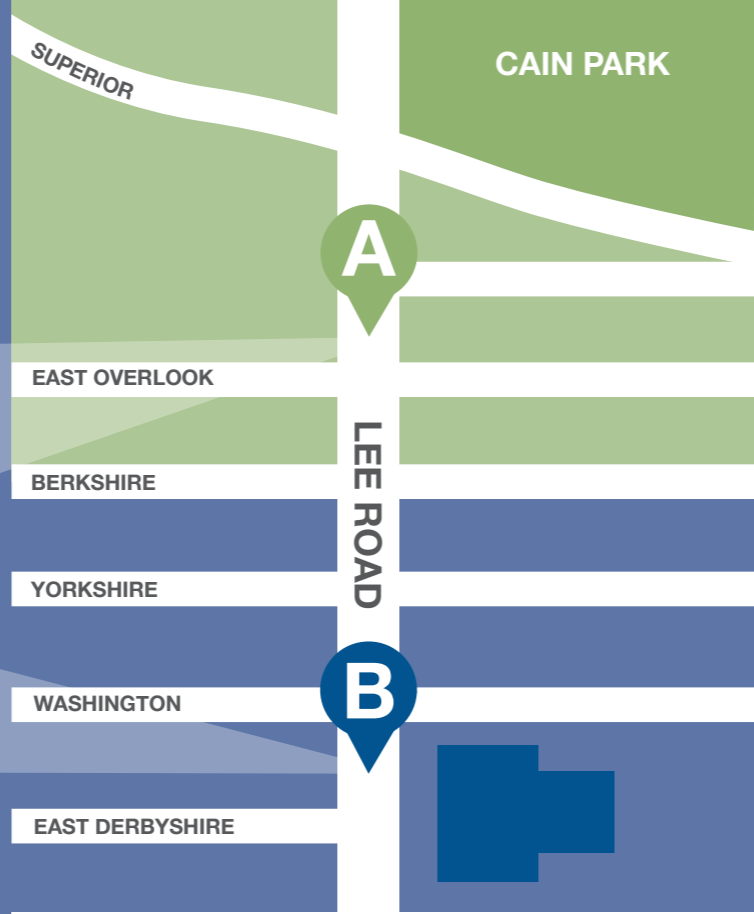 SUPERIOR
CAIN PARK
A
EAST OVERLOOK
LEE ROAD
BERKSHIRE
YORKSHIRE
B
WASHINGTON
EAST DERBYSHIRE